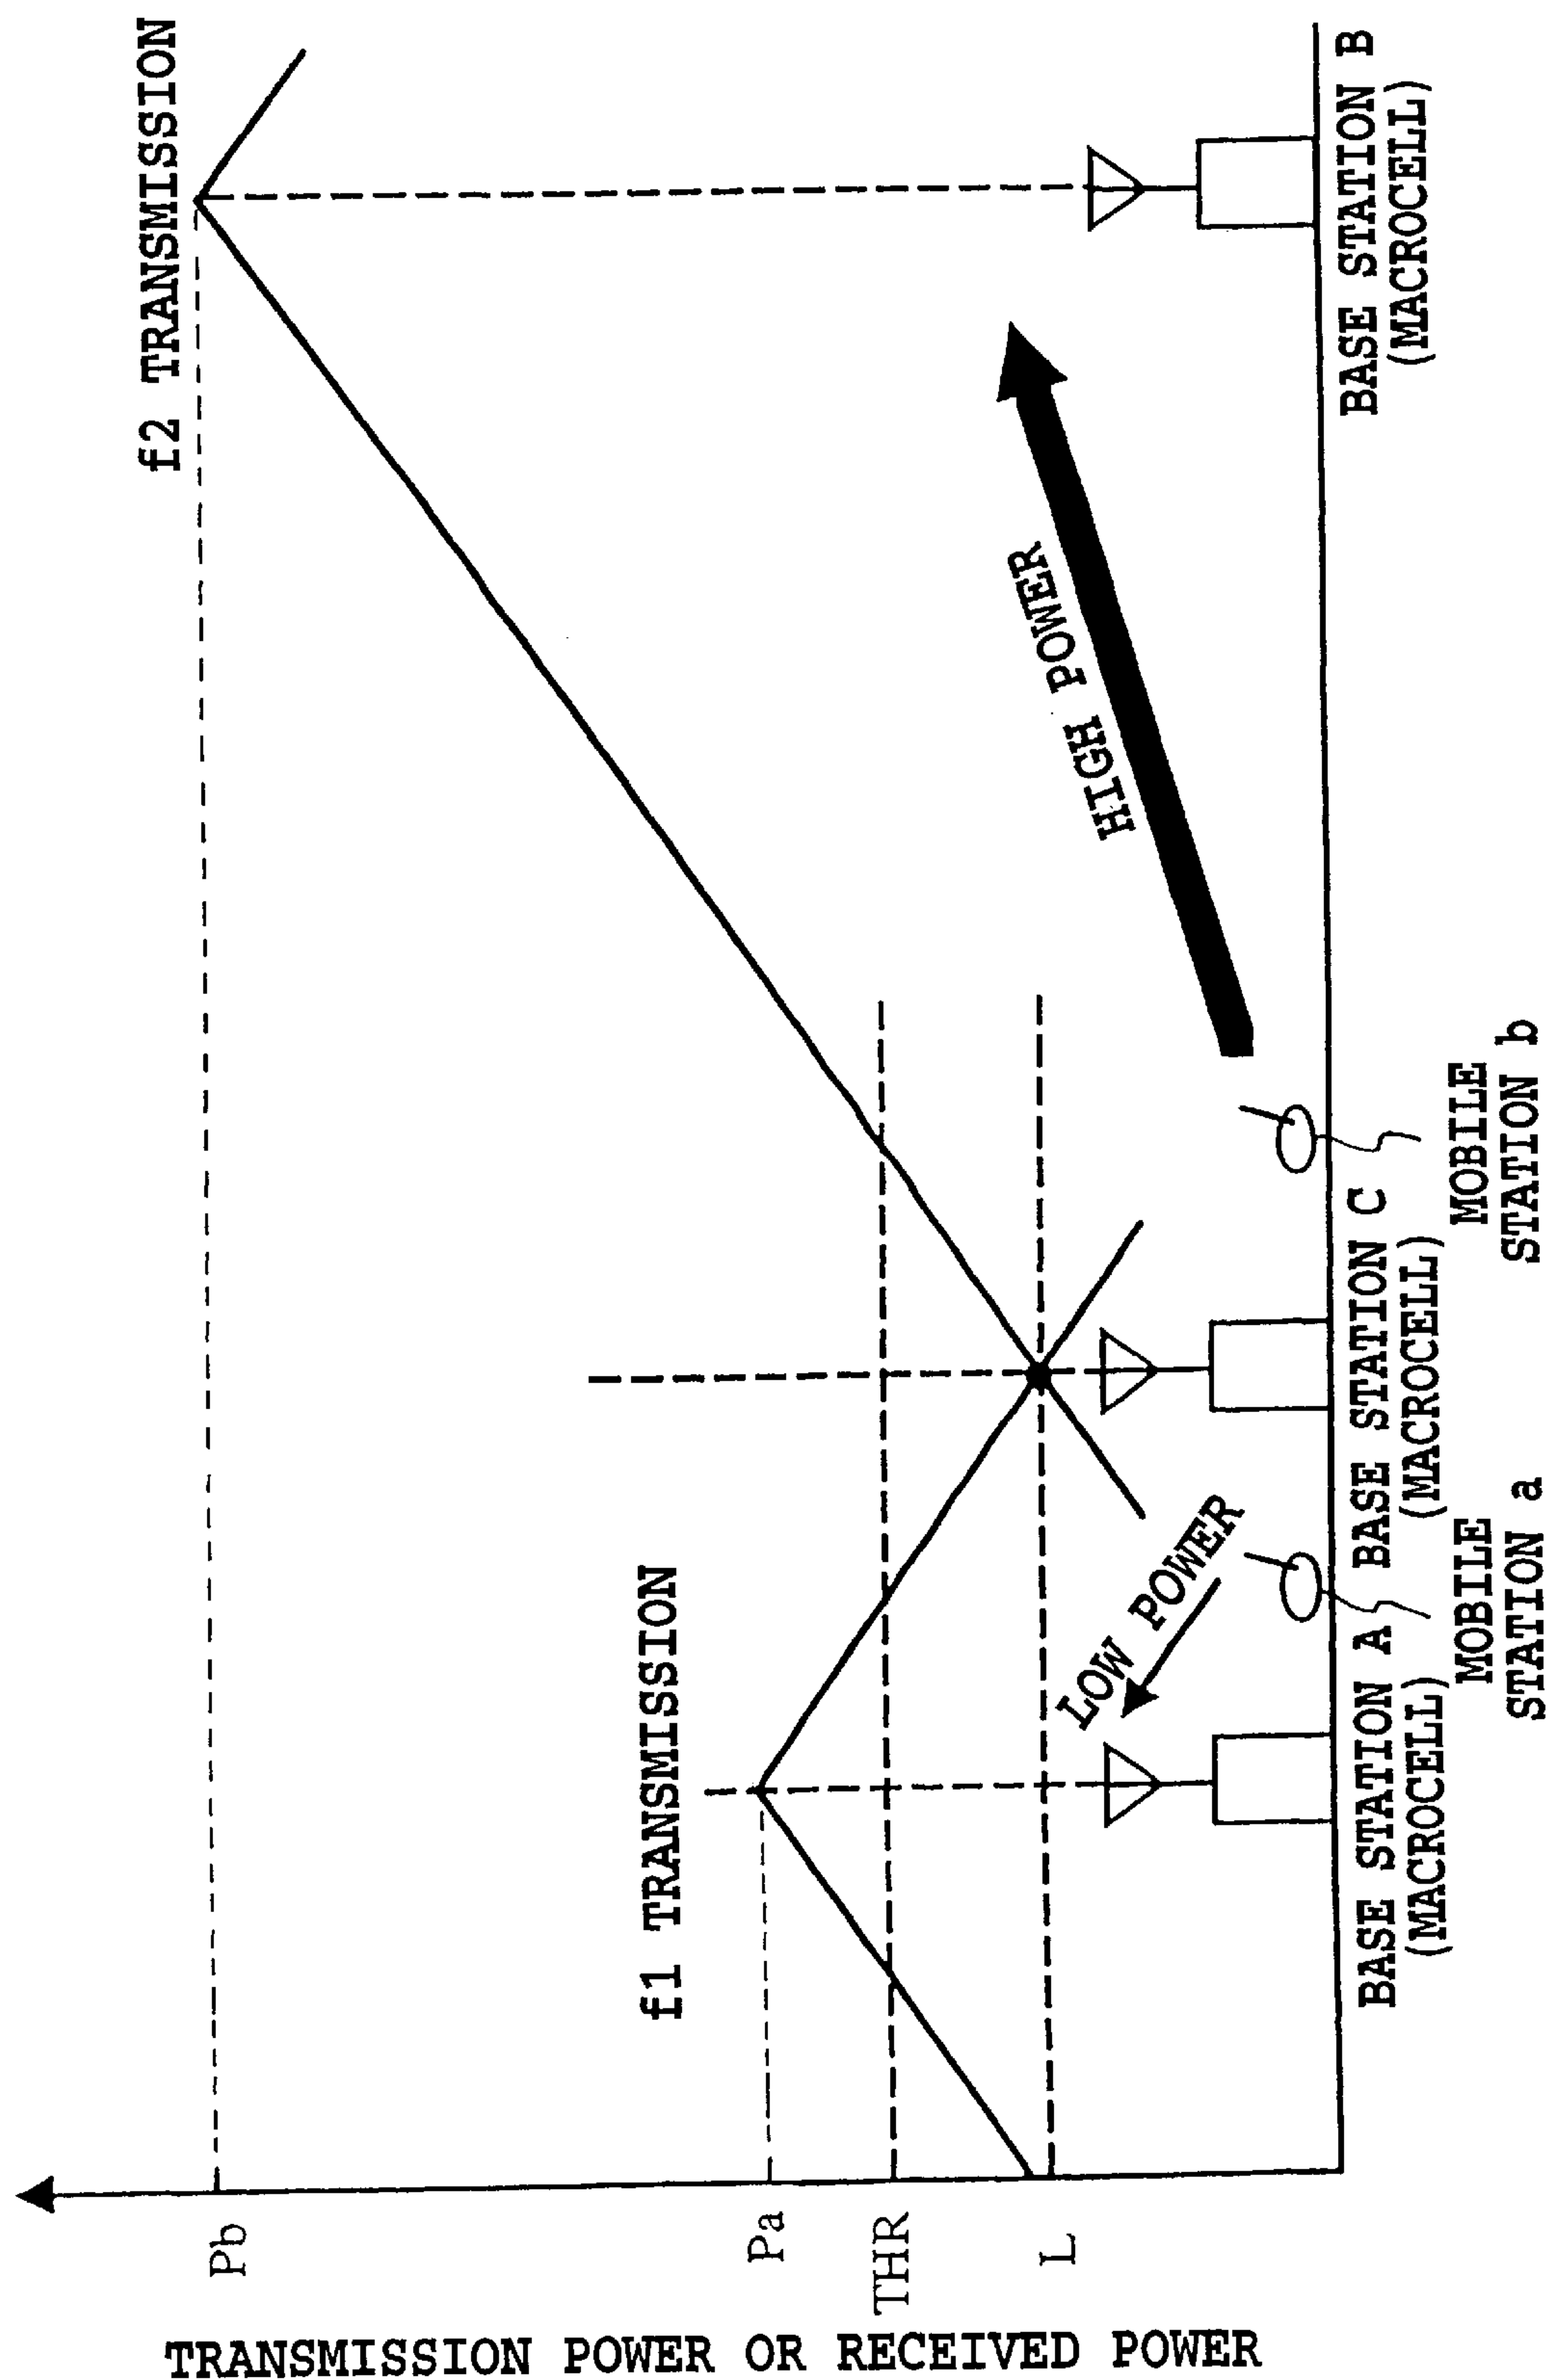 TRANSMISSION POWER OR RECEIVED POWER
Pb
Pa
THR
L
f2 TRANSMISSION
f1 TRANSMISSION
HIGH POWER
LOW POWER
BASE STATION A
(MACROCELL)
BASE STATION C
(MACROCELL)
BASE STATION B
(MACROCELL)
MOBILE
STATION a
MOBILE
STATION b